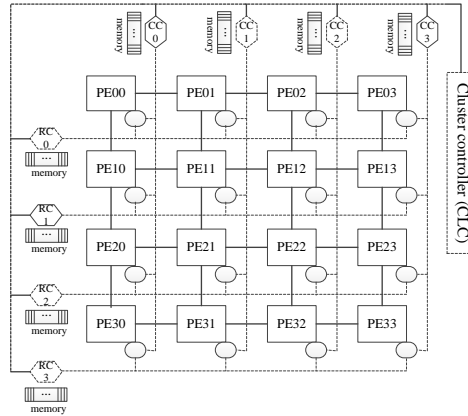 memory
...
CC
0
memory
...
CC
1
memory
...
CC
2
memory
...
CC
3
Cluster controller (CLC)
PE00
PE01
PE02
PE03
RC
0
...
memory
PE10
PE11
PE12
PE13
RC
1
...
memory
PE20
PE21
PE22
PE23
RC
2
...
memory
PE30
PE31
PE32
PE33
RC
3
...
memory